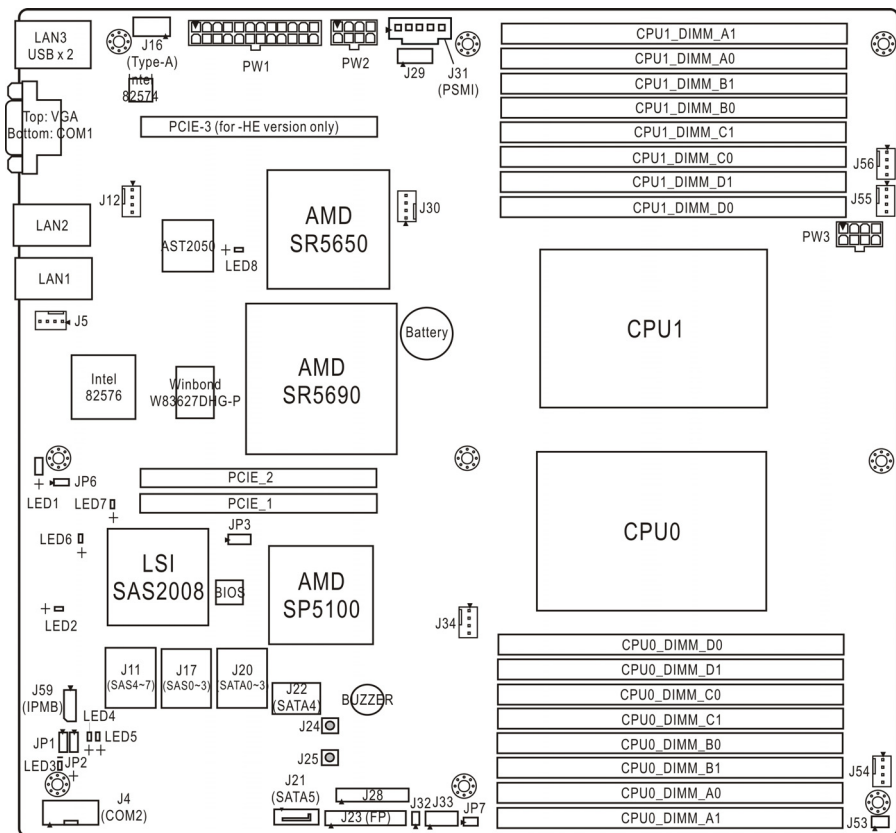 LAN3
USB x 2
J16
(Type-A)
Intel
82574
PW1
PW2
J29
J31
(PSMI)
CPU1_DIMM_A1
CPU1_DIMM_A0
CPU1_DIMM_B1
CPU1_DIMM_B0
CPU1_DIMM_C1
CPU1_DIMM_C0
CPU1_DIMM_D1
CPU1_DIMM_D0
J56
J55
PW3
Top: VGA
Bottom: COM1
PCIE-3 (for -HE version only)
J12
AMD
SR5650
J30
LAN2
AST2050
LED8
LAN1
J5
CPU1
Battery
AMD
SR5690
Intel
82576
Winbond
W83627DHG-P
JP6
LED1
LED7
PCIE_2
PCIE_1
CPU0
JP3
LED6
LSI
SAS2008
BIOS
AMD
SP5100
LED2
J34
CPU0_DIMM_D0
CPU0_DIMM_D1
CPU0_DIMM_C0
CPU0_DIMM_C1
CPU0_DIMM_B0
CPU0_DIMM_B1
CPU0_DIMM_A0
CPU0_DIMM_A1
J11
(SAS4~7)
J17
(SAS0~3)
J20
(SATA0~3)
J22
(SATA4)
BUZZER
J59
(IPMB)
LED4
LED5
JP1
JP2
LED3
J24
J25
J4
(COM2)
J21
(SATA5)
J28
J23 (FP)
J32
J33
JP7
J54
J53